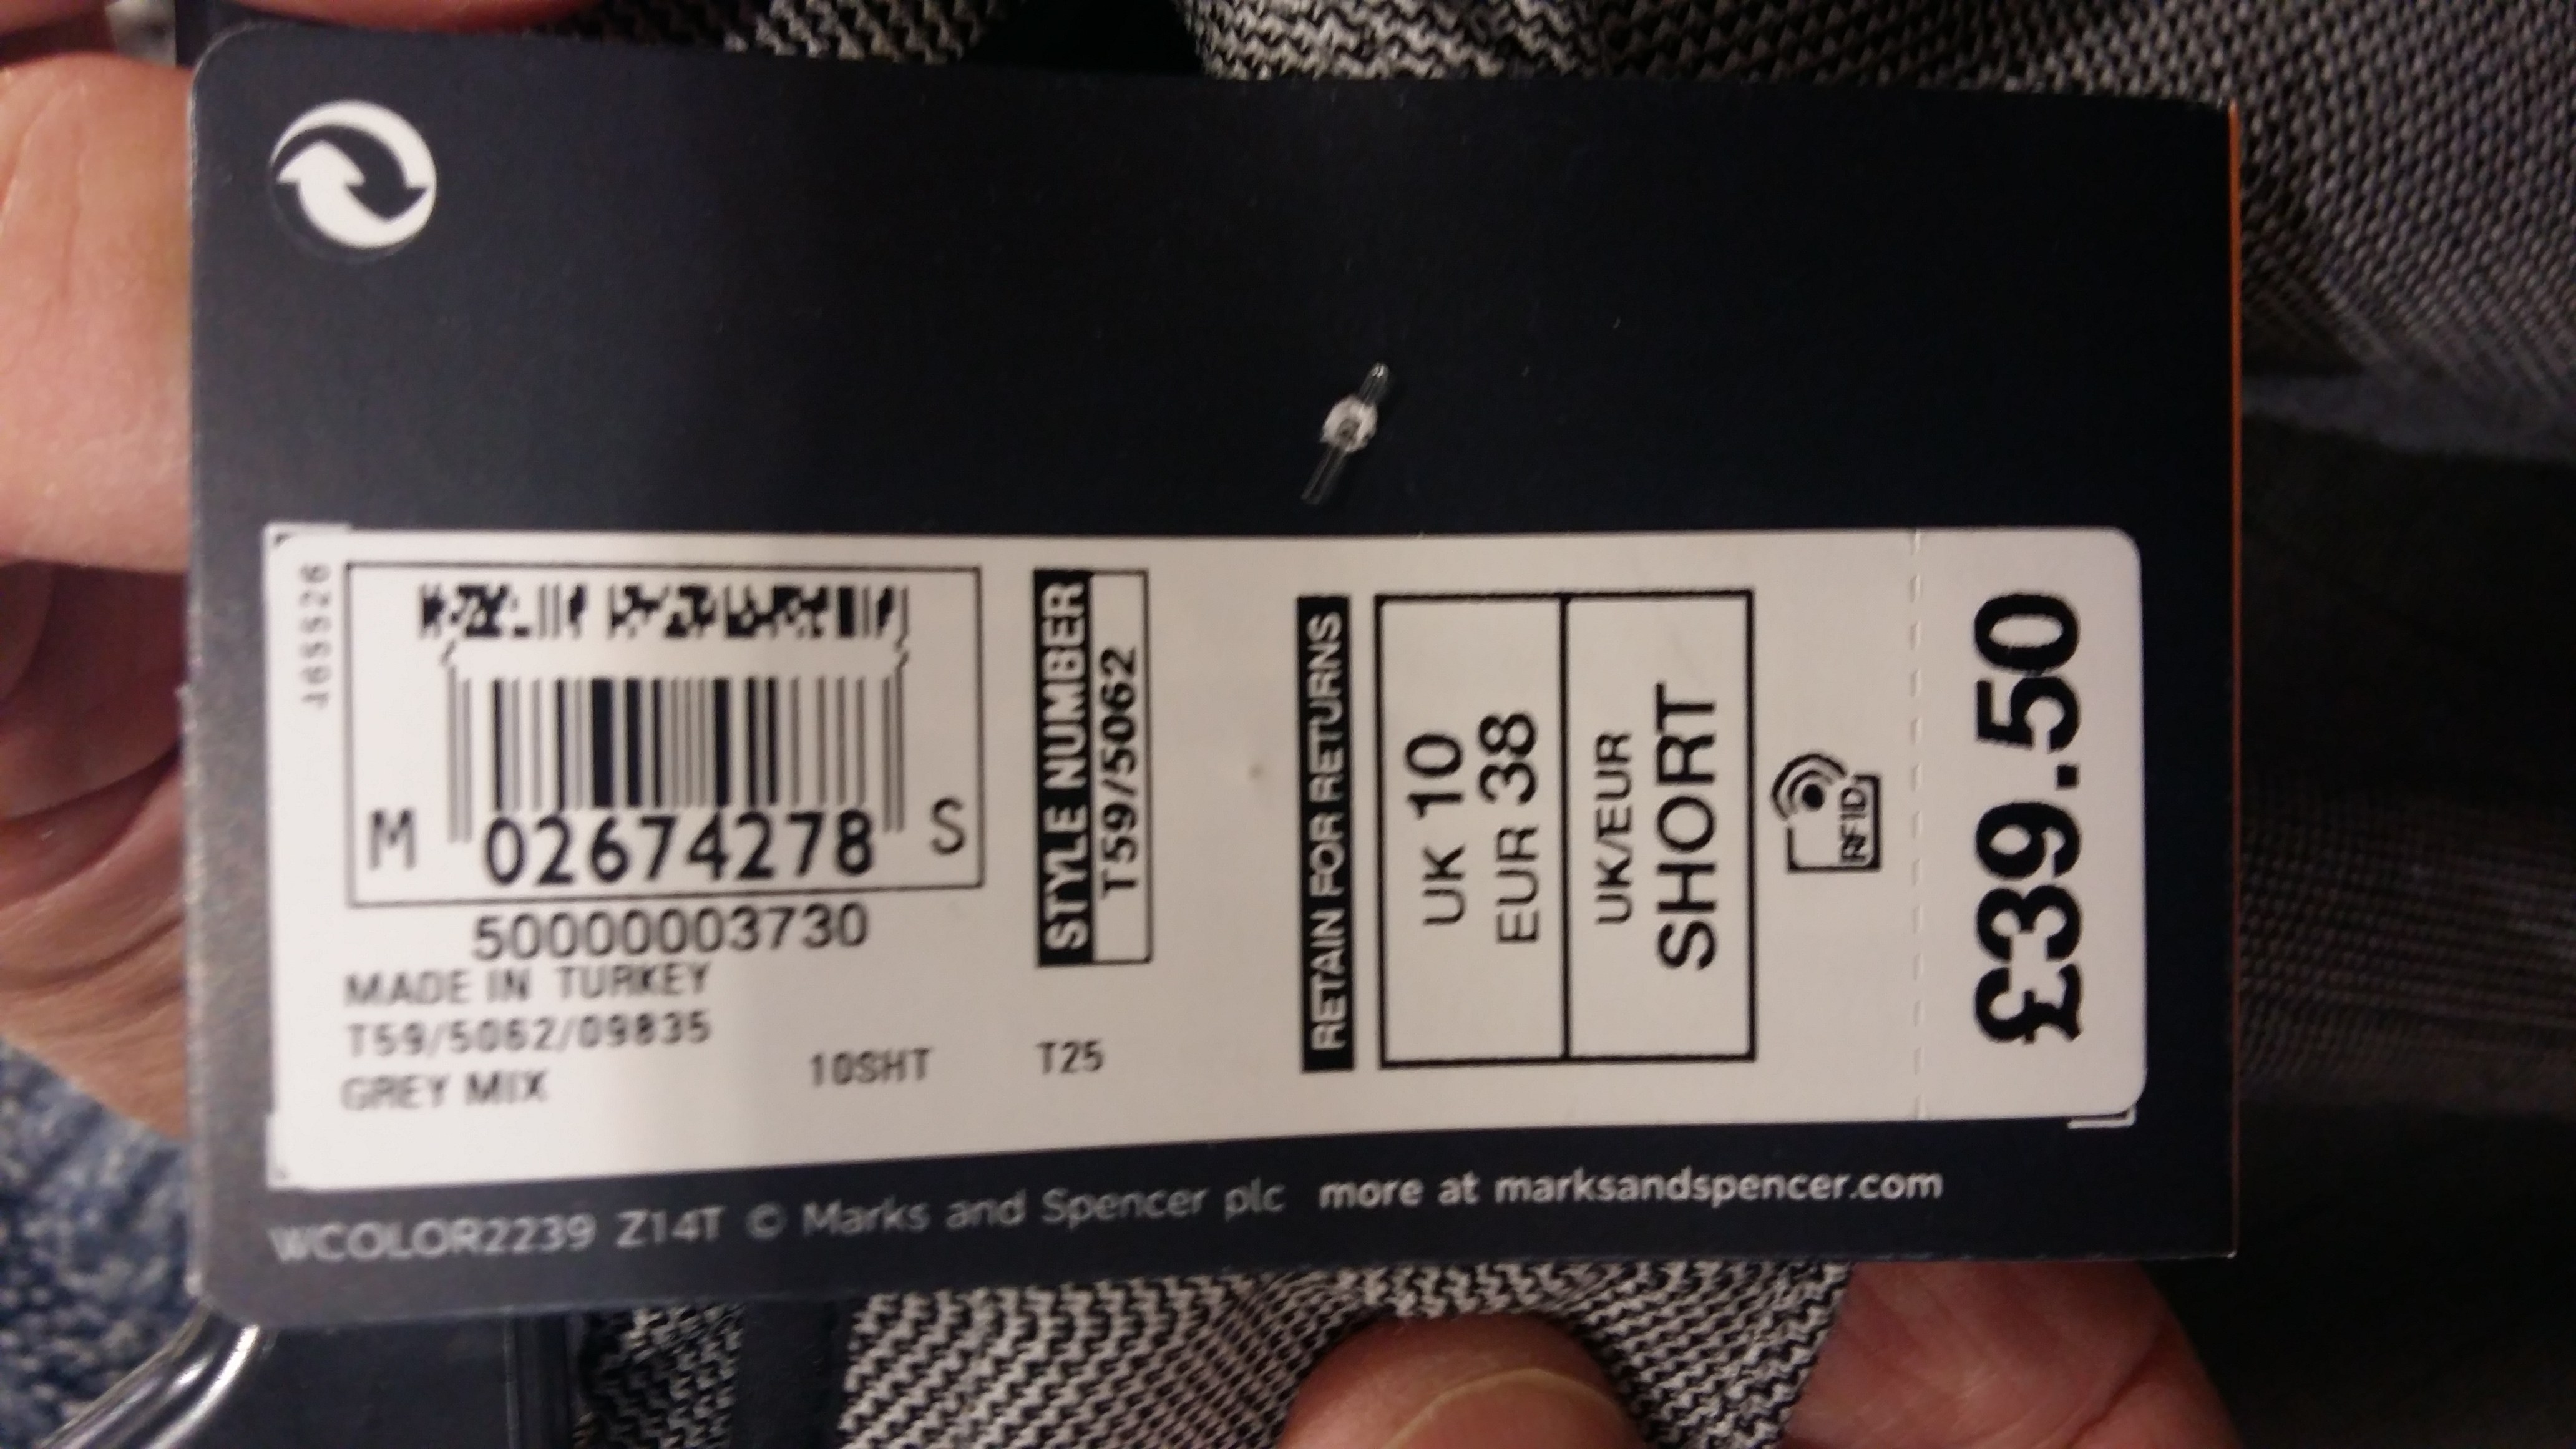 J65526
M 02674278 S
50000003730
MADE IN TURKEY
T59/5062/09835
GREY MIX
10SHT
T25
STYLE NUMBER
T59/5062
RETAIN FOR RETURNS
UK 10
EUR 38
UK/EUR
SHORT
RFID
£39.50
WCOLOR2239 Z14T © Marks and Spencer plc more at marksandspencer.com